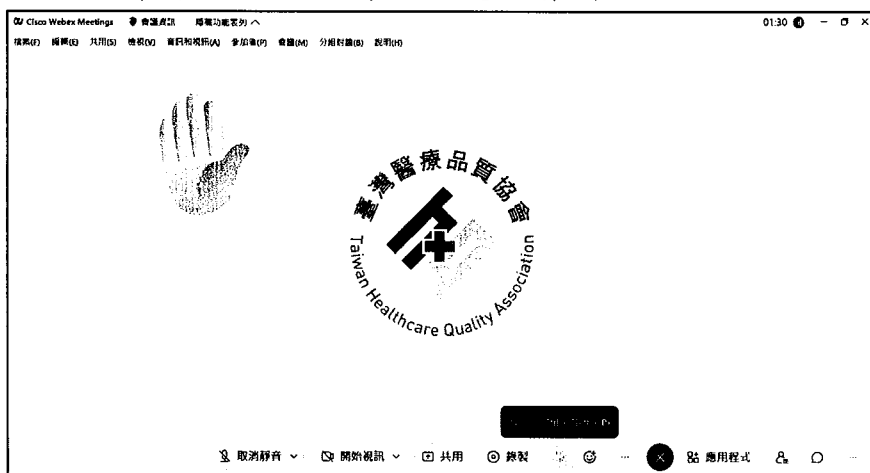 Cisco Webex Meetings 會議資訊 隱藏功能表列 01:30
檔案(F) 編輯(E) 共用(S) 檢視(V) 音訊和視訊(A) 參加者(P) 會議(M) 分組討論(B) 說明(H)
臺灣醫療品質協會
Taiwan Healthcare Quality Association
取消靜音 開始視訊 共用 錄製 應用程式